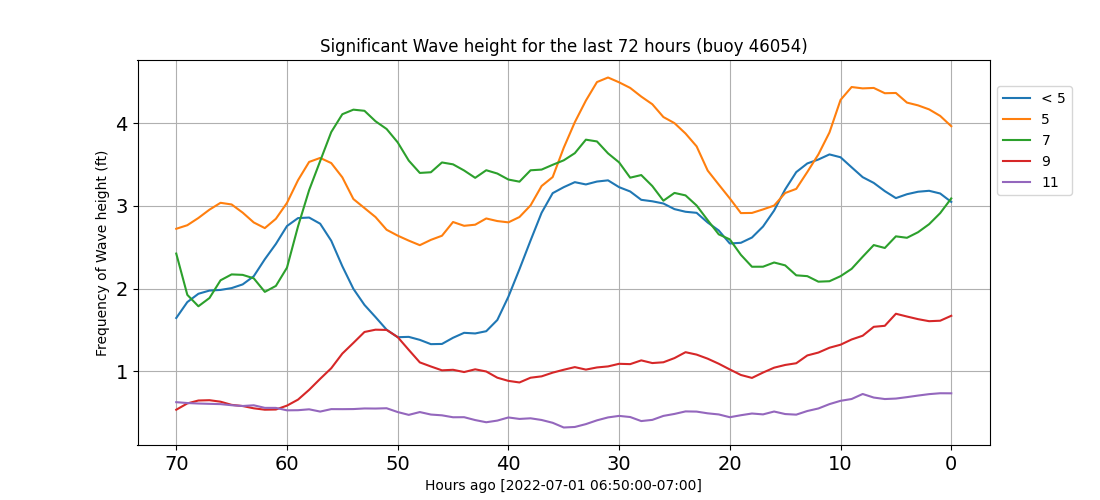 Significant Wave height for the last 72 hours (buoy 46054)
Frequency of Wave height (ft)
4
3
2
1
70 60 50 40 30 20 10 0
Hours ago [2022-07-01 06:50:00-07:00]
< 5
5
7
9
11